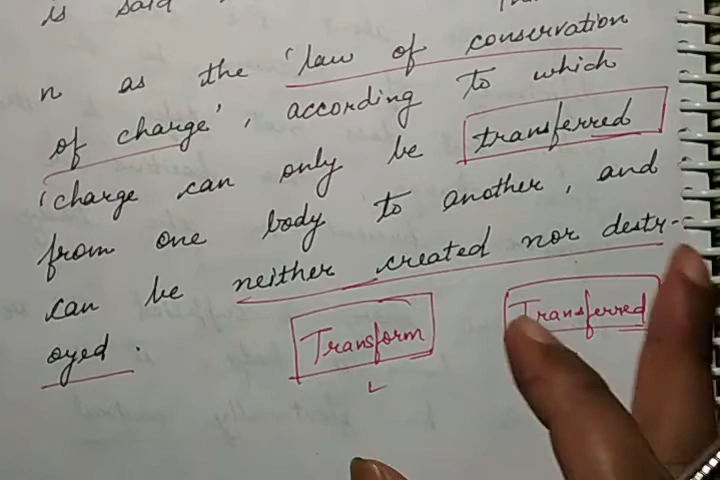 is said
n as the 'law of conservation
of charge', according to which
'charge can only be transferred
from one body to another, and
can be neither created nor destr-
oyed.
Transform Transferred